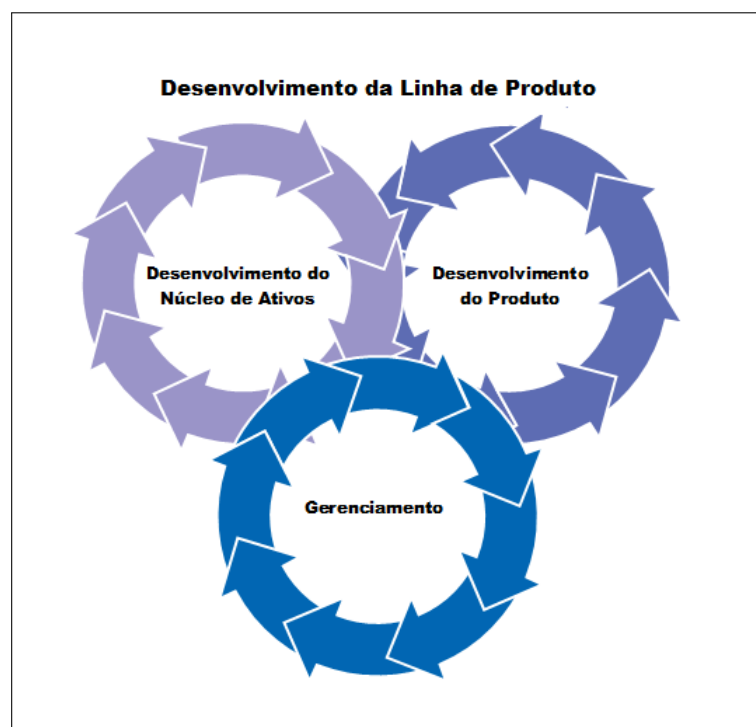 Desenvolvimento da Linha de Produto
Desenvolvimento do
Núcleo de Ativos
Desenvolvimento
do Produto
Gerenciamento